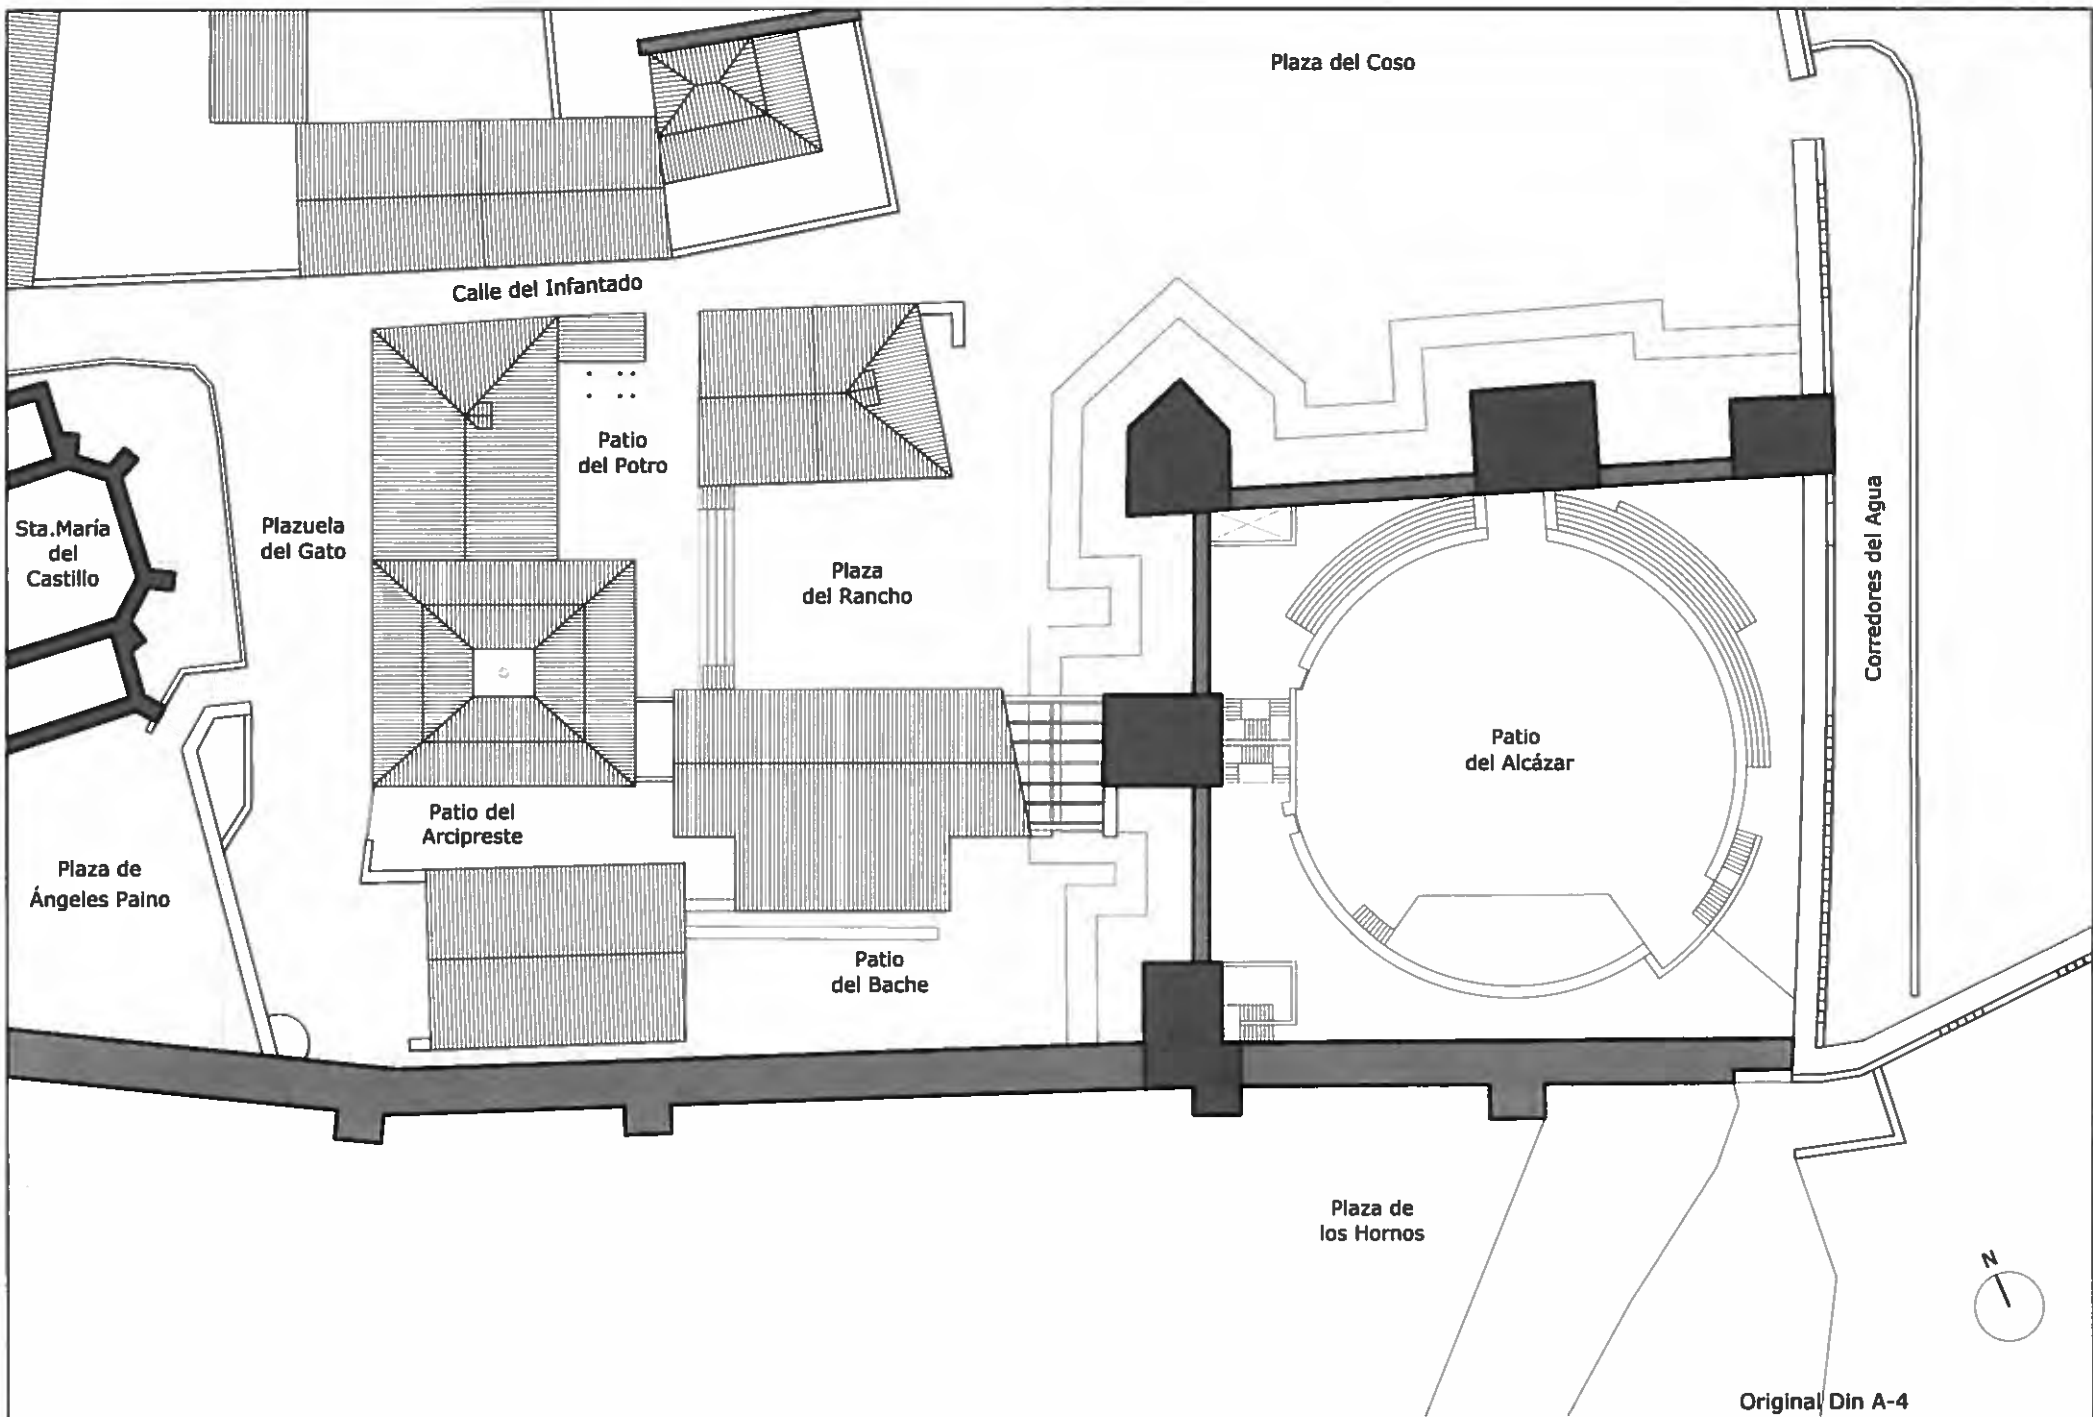 Plaza del Coso
Calle del Infantado
Patio
del Potro
Sta.María
del
Castillo
Plazuela
del Gato
Plaza
del Rancho
Corredores del Agua
Patio
del Alcázar
Patio del
Arcipreste
Plaza de
Ángeles Paino
Patio
del Bache
Plaza de
los Hornos
N
Original Din A-4